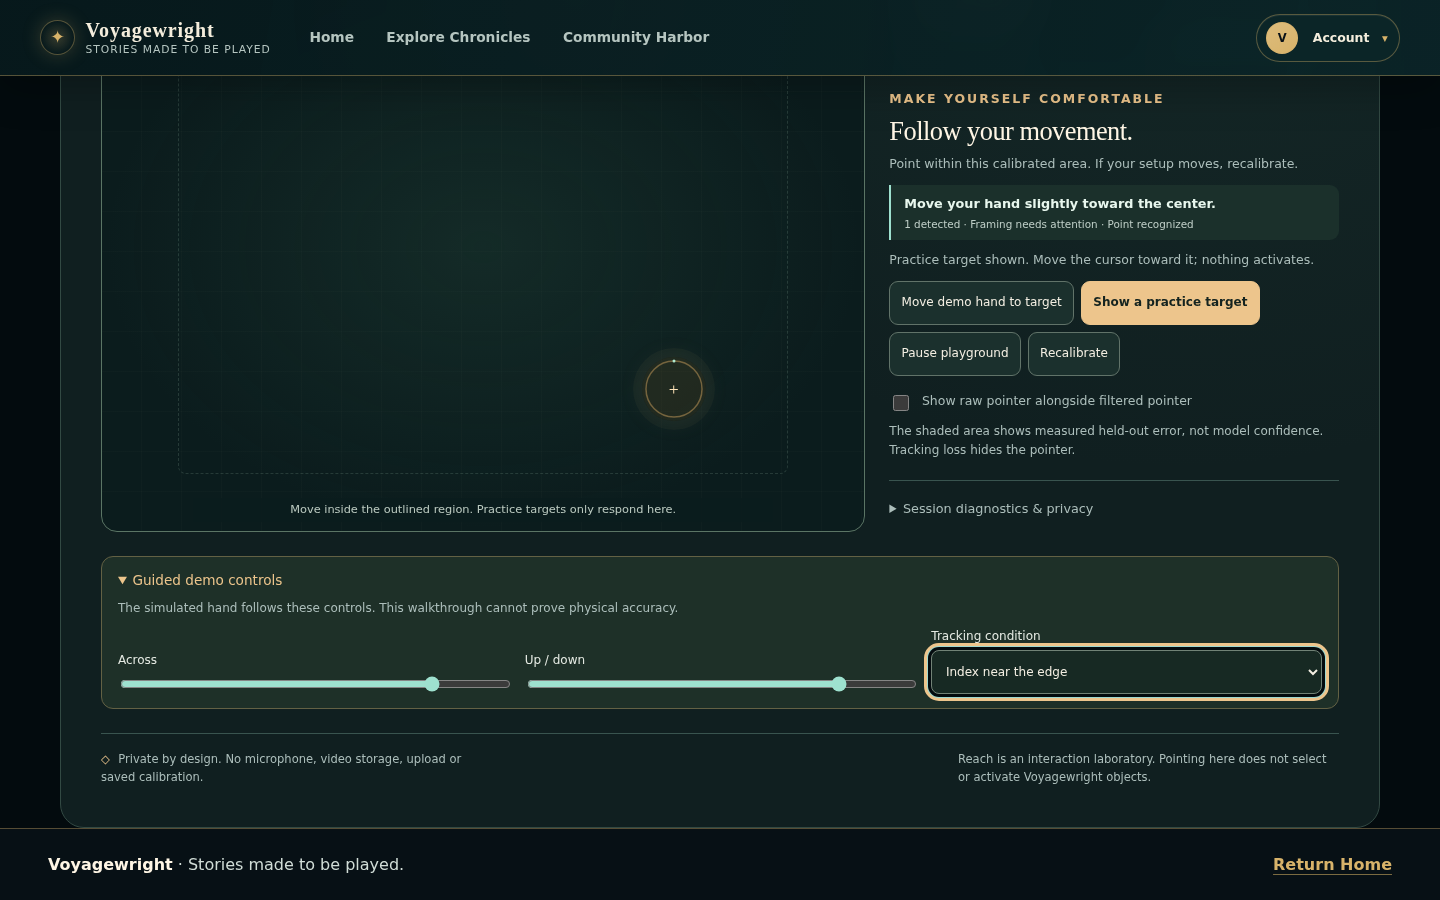 Voyagewright
STORIES MADE TO BE PLAYED
Home
Explore Chronicles
Community Harbor
V
Account
MAKE YOURSELF COMFORTABLE
Follow your movement.
Point within this calibrated area. If your setup moves, recalibrate.
Move your hand slightly toward the center.
1 detected · Framing needs attention · Point recognized
Practice target shown. Move the cursor toward it; nothing activates.
Move demo hand to target
Show a practice target
Pause playground
Recalibrate
Show raw pointer alongside filtered pointer
The shaded area shows measured held-out error, not model confidence.
Tracking loss hides the pointer.
Session diagnostics & privacy
Move inside the outlined region. Practice targets only respond here.
Guided demo controls
The simulated hand follows these controls. This walkthrough cannot prove physical accuracy.
Across
Up / down
Tracking condition
Index near the edge
Private by design. No microphone, video storage, upload or
saved calibration.
Reach is an interaction laboratory. Pointing here does not select
or activate Voyagewright objects.
Voyagewright · Stories made to be played.
Return Home